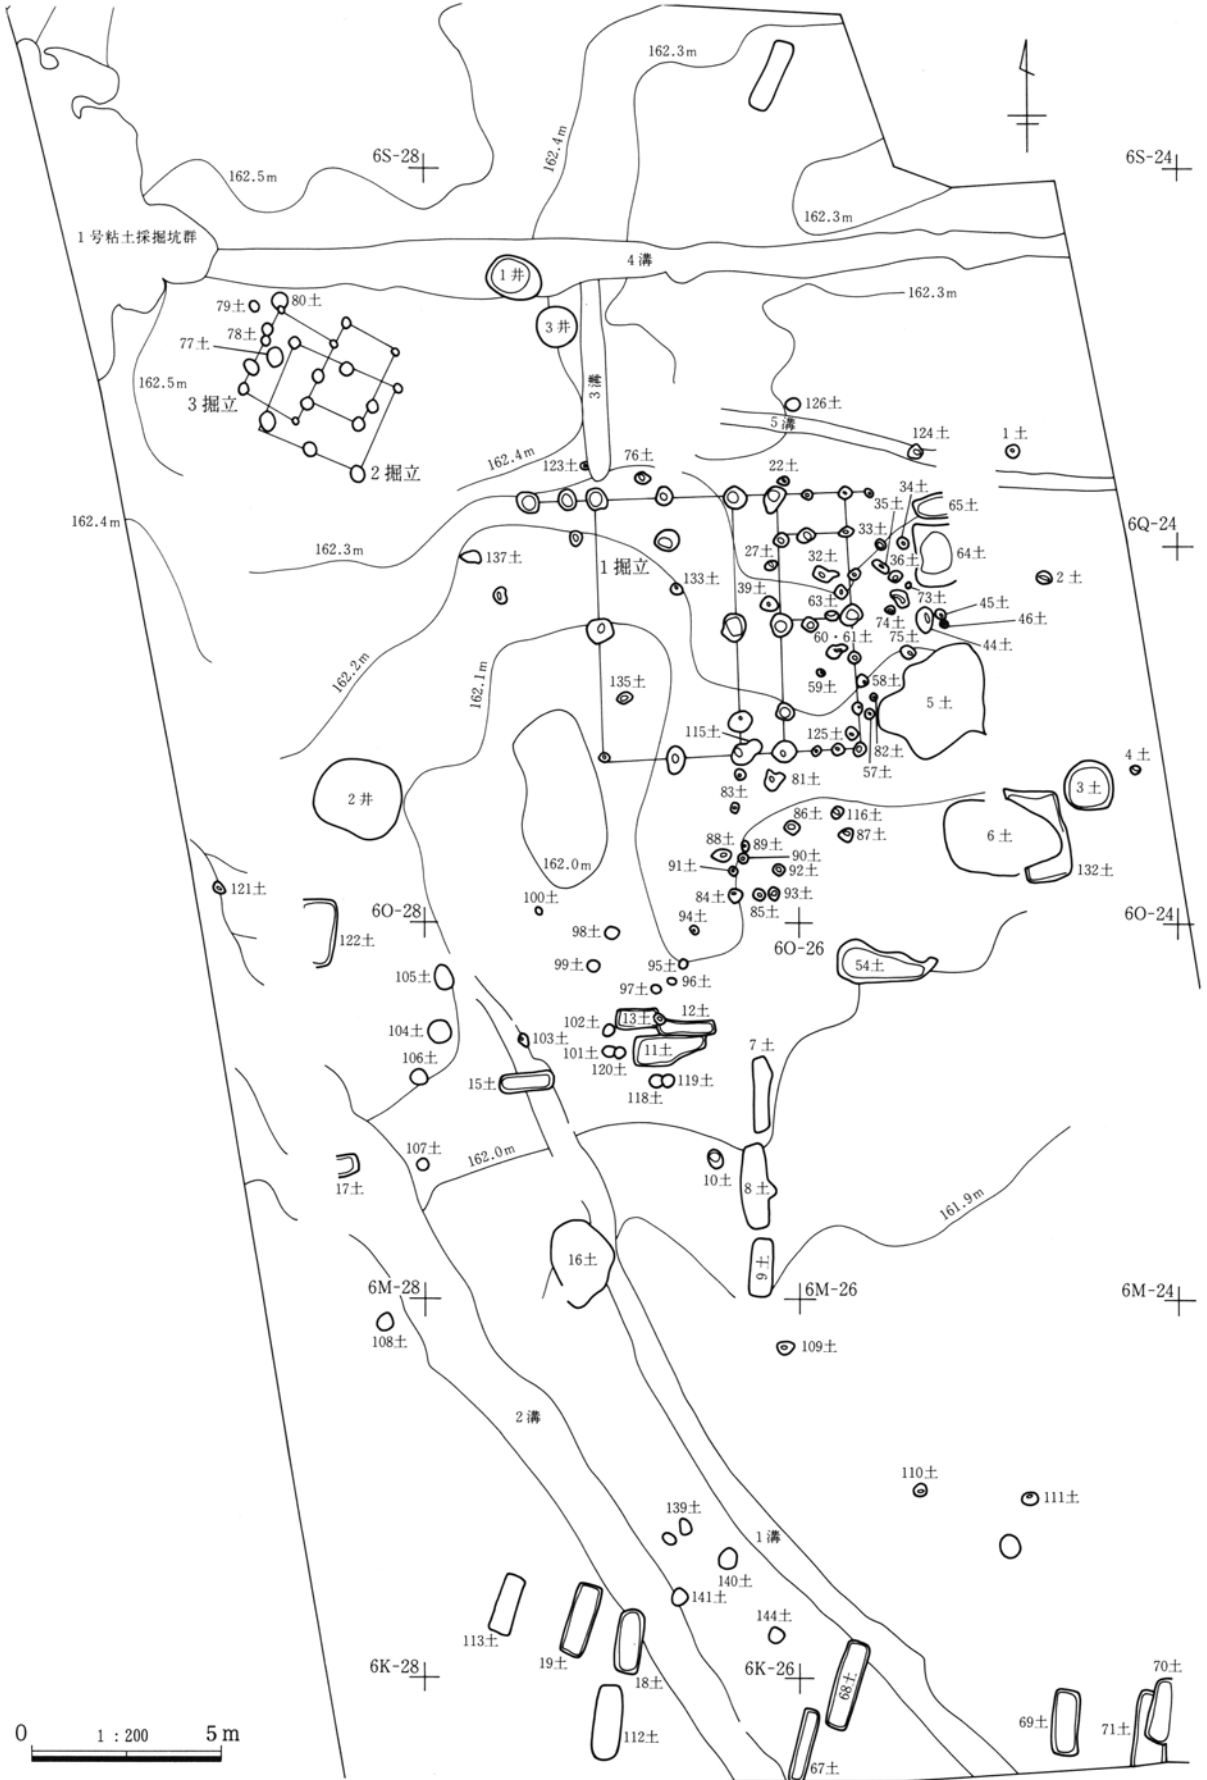 162.3m
162.4m
6S-28
6S-24
162.5m
162.3m
1号粘土採掘坑群
4溝
1井
162.3m
79土
80土
3井
78土
77土
162.5m
3溝
3掘立
126土
5溝
124土
1土
2掘立
162.4m
123土
76土
22土
34土
35土
65土
162.4m
33土
6Q-24
162.3m
137土
1掘立
27土
32土
36土
64土
2土
133土
39土
63土
73土
45土
74土
46土
60・61土
75土
44土
162.2m
162.1m
59土
58土
135土
5土
115土
125土
82土
57土
4土
2井
83土
81土
3土
86土
116土
6土
87土
88土
89土
90土
162.0m
91土
92土
132土
121土
84土
93土
85土
100土
6O-28
94土
6O-26
6O-24
122土
98土
99土
95土
54土
105土
96土
97土
104土
102土
13土
12土
103土
11土
7土
106土
101土
120土
15土
118土
119土
107土
162.0m
10土
17土
8土
161.9m
16土
9土
6M-28
6M-26
6M-24
108土
109土
2溝
110土
111土
139土
1溝
140土
141土
144土
113土
19土
18土
6K-28
6K-26
68土
70土
69土
71土
112土
67土
0 1:200 5m